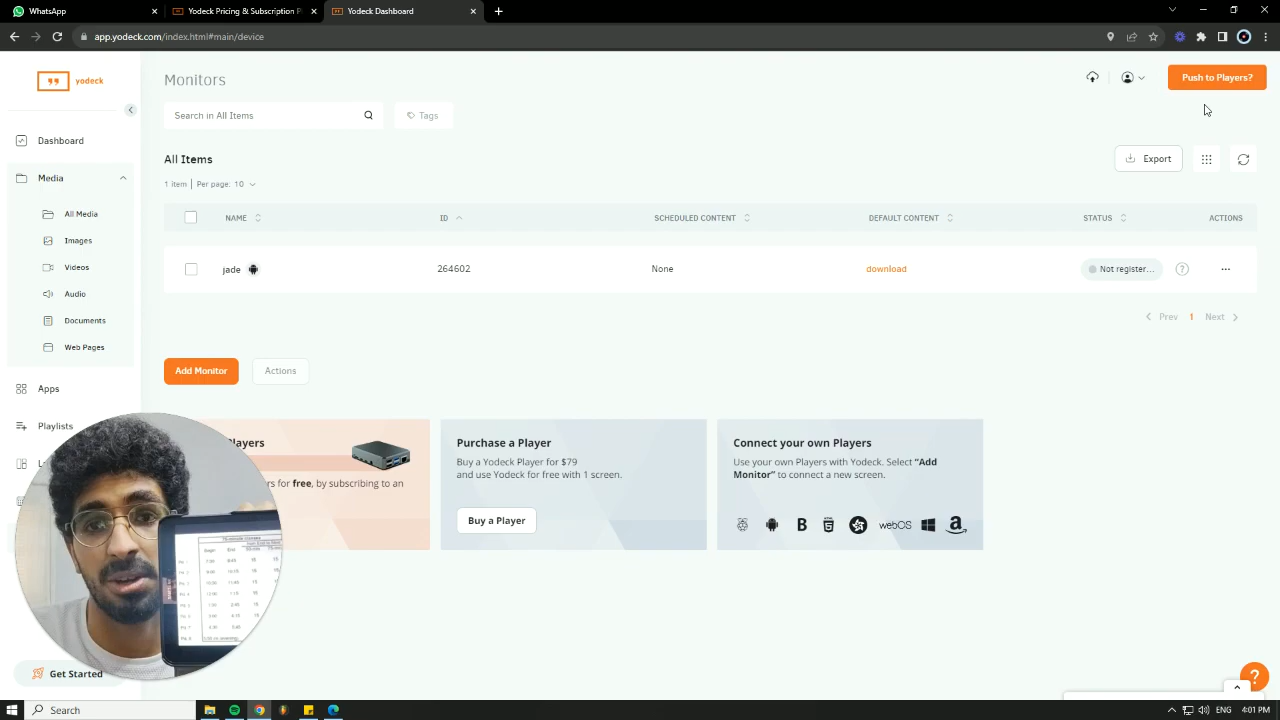 WhatsApp
Yodeck Pricing & Subscription P
Yodeck Dashboard
app.yodeck.com/index.html#main/device
yodeck
Monitors
Push to Players?
Search in All Items
Tags
Dashboard
All Items
Export
Media
1 item
Per page: 10
NAME
ID
SCHEDULED CONTENT
DEFAULT CONTENT
STATUS
ACTIONS
All Media
Images
Videos
Audio
Documents
Web Pages
jade
264602
None
download
Not register...
?
...
Prev 1 Next
Add Monitor
Actions
Apps
Playlists
L
layers
ers for free, by subscribing to an
Purchase a Player
Buy a Yodeck Player for $79
and use Yodeck for free with 1 screen.
Buy a Player
Connect your own Players
Use your own Players with Yodeck. Select “Add
Monitor” to connect a new screen.
B
webOS
a
Get Started
?
Search
ENG
4:01 PM